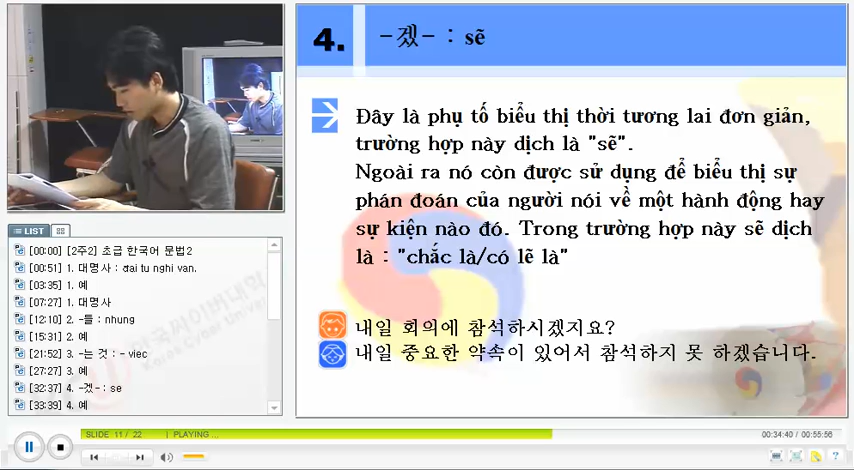 4. -겠- : sẽ
Đây là phụ tố biểu thị thời tương lai đơn giản,
trường hợp này dịch là "sẽ".
Ngoài ra nó còn được sử dụng để biểu thị sự
phán đoán của người nói về một hành động hay
sự kiện nào đó. Trong trường hợp này sẽ dịch
là : "chắc là/có lẽ là"
내일 회의에 참석하시겠지요?
내일 중요한 약속이 있어서 참석하지 못 하겠습니다.
LIST
[00:00] [2주2] 초급 한국어 문법2
[00:51] 1. 대명사 : đai tu nghi van.
[03:35] 1. 예
[07:27] 1. 대명사
[12:10] 2. -들 : nhung
[15:31] 2. 예
[21:52] 3. -는 것 : - viec
[27:27] 3. 예
[32:37] 4. -겠- : se
[33:39] 4. 예
SLIDE 11 / 22 | PLAYING ...
00:34:40 / 00:55:56